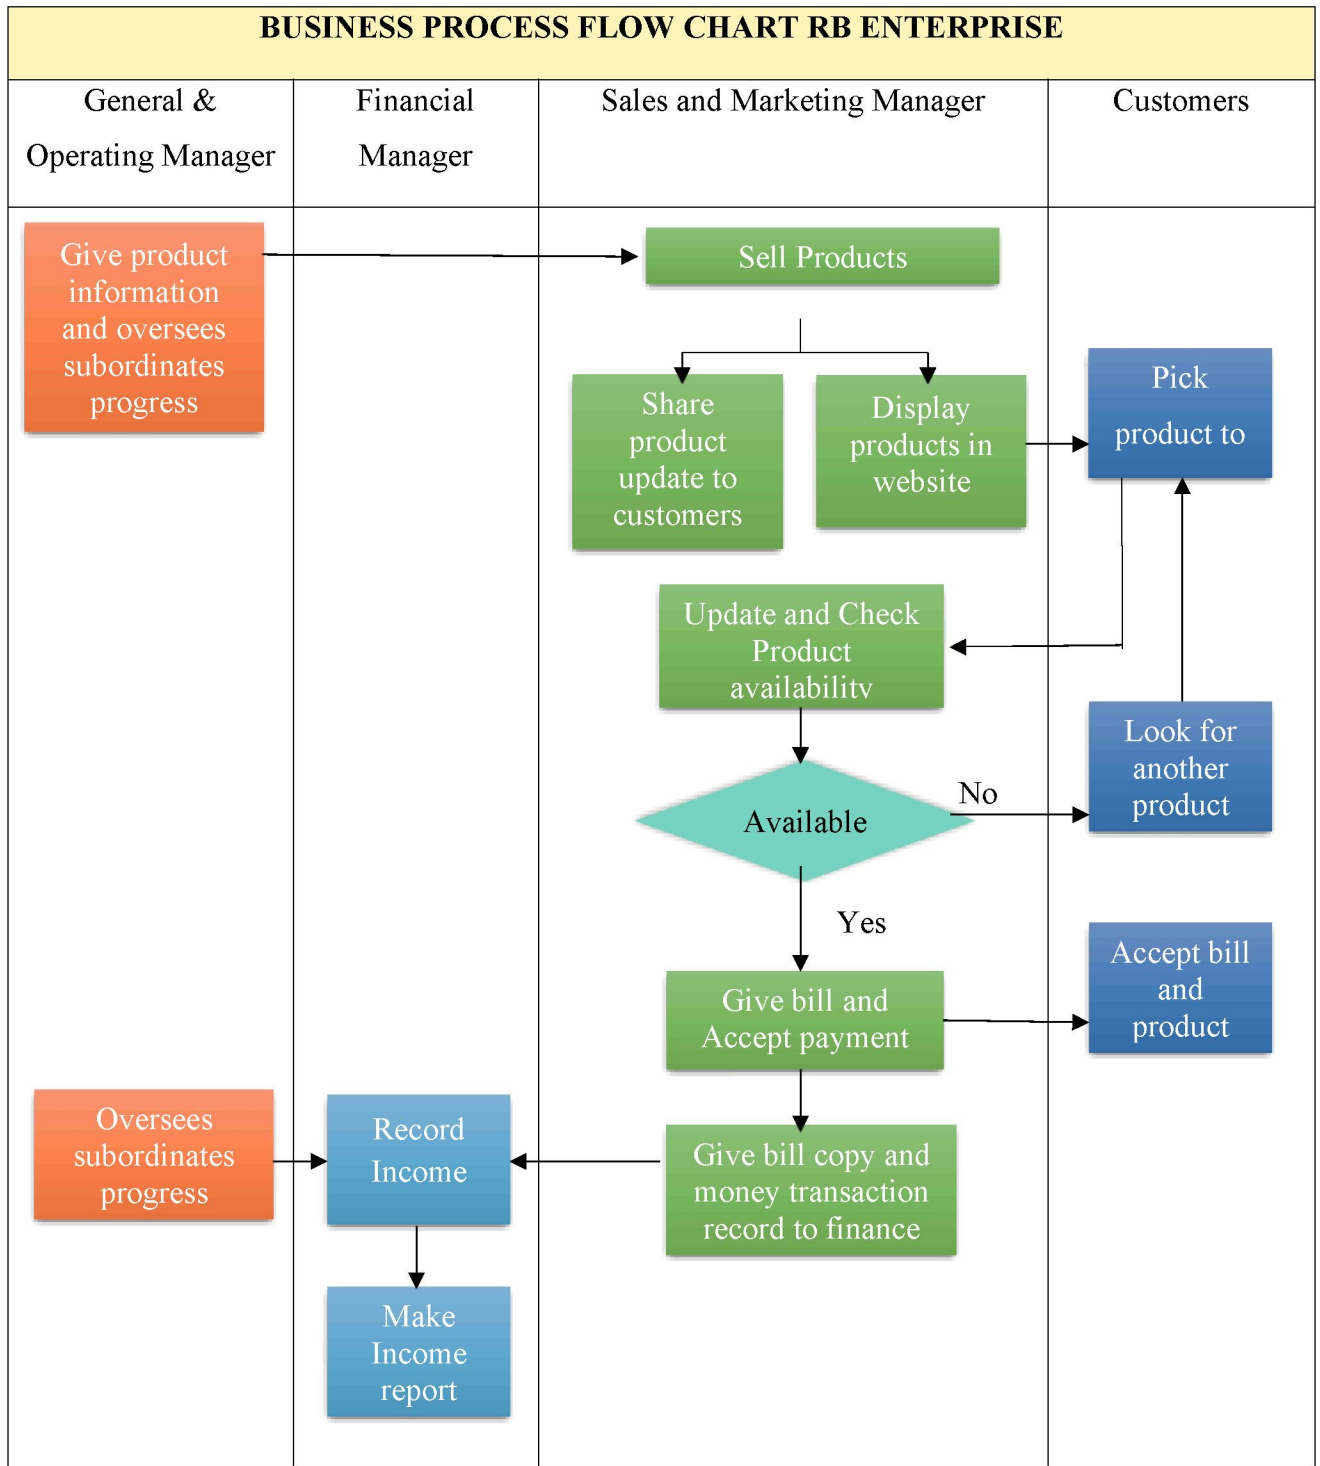 BUSINESS PROCESS FLOW CHART RB ENTERPRISE
General &
Operating Manager
Financial
Manager
Sales and Marketing Manager
Customers
Give product
information
and oversees
subordinates
progress
Sell Products
Share
product
update to
customers
Display
products in
website
Pick
product to
Update and Check
Product
availability
Look for
another
product
Available
No
Yes
Accept bill
and
product
Give bill and
Accept payment
Oversees
subordinates
progress
Record
Income
Give bill copy and
money transaction
record to finance
Make
Income
report